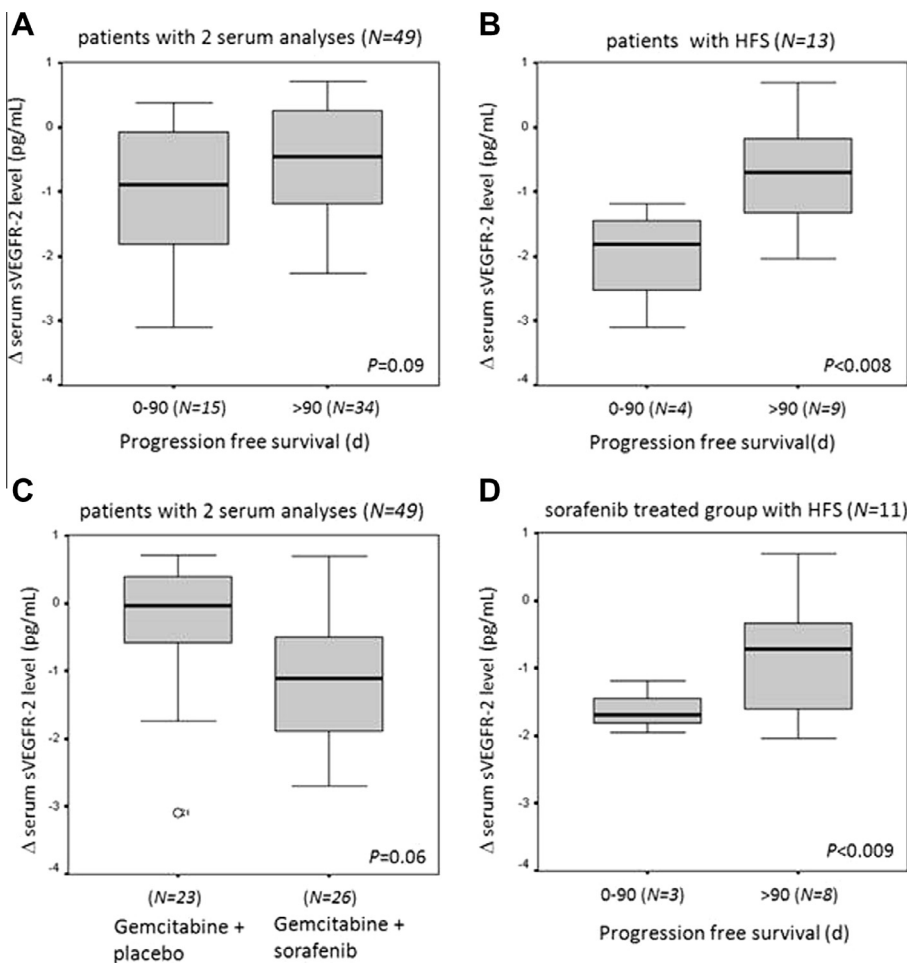 A
patients with 2 serum analyses (N=49)
Δ serum sVEGFR-2 level (pg/mL)
1
0
-1
-2
-3
-4
P=0.09
0-90 (N=15)
>90 (N=34)
Progression free survival (d)
B
patients with HFS (N=13)
Δ serum sVEGFR-2 level (pg/mL)
1
0
-1
-2
-3
-4
P<0.008
0-90 (N=4)
>90 (N=9)
Progression free survival(d)
C
patients with 2 serum analyses (N=49)
Δ serum sVEGFR-2 level (pg/mL)
1
0
-1
-2
-3
-4
P=0.06
(N=23)
Gemcitabine +
placebo
(N=26)
Gemcitabine +
sorafenib
D
sorafenib treated group with HFS (N=11)
Δ serum sVEGFR-2 level (pg/mL)
1
0
-1
-2
-3
-4
P<0.009
0-90 (N=3)
>90 (N=8)
Progression free survival (d)